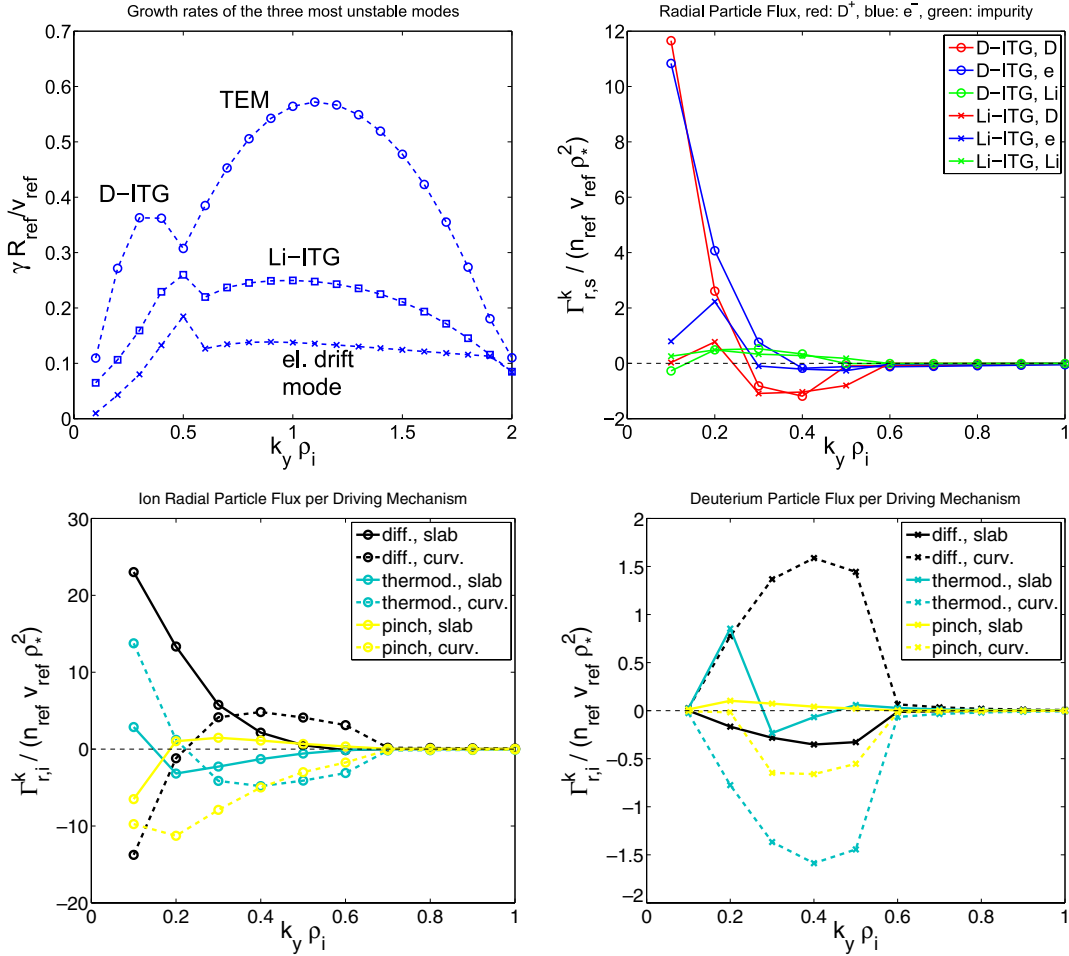 Growth rates of the three most unstable modes
0.7
0.6
0.5
0.4
0.3
0.2
0.1
0
γ R_ref/v_ref
TEM
D−ITG
Li−ITG
el. drift
mode
0 0.5 1 1.5 2
k_y ρ_i
Radial Particle Flux, red: D⁺, blue: e⁻, green: impurity
12
10
8
6
4
2
0
−2
Γ^k_r,s / (n_ref v_ref ρ_*^2)
D−ITG, D
D−ITG, e
D−ITG, Li
Li−ITG, D
Li−ITG, e
Li−ITG, Li
0 0.2 0.4 0.6 0.8 1
k_y ρ_i
Ion Radial Particle Flux per Driving Mechanism
30
20
10
0
−10
−20
Γ^k_r,i / (n_ref v_ref ρ_*^2)
diff., slab
diff., curv.
thermod., slab
thermod., curv.
pinch, slab
pinch, curv.
0 0.2 0.4 0.6 0.8 1
k_y ρ_i
Deuterium Particle Flux per Driving Mechanism
2
1.5
1
0.5
0
−0.5
−1
−1.5
−2
Γ^k_r,i / (n_ref v_ref ρ_*^2)
diff., slab
diff., curv.
thermod., slab
thermod., curv.
pinch, slab
pinch, curv.
0 0.2 0.4 0.6 0.8 1
k_y ρ_i